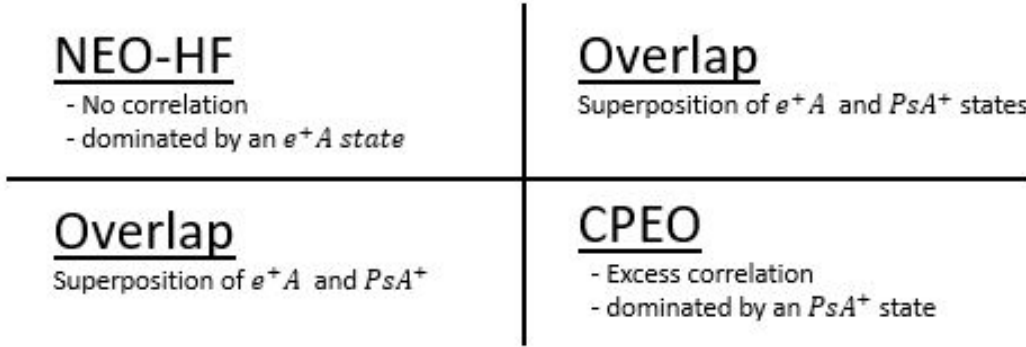 NEO-HF
- No correlation
- dominated by an e⁺A state
Overlap
Superposition of e⁺A and PsA⁺ states
Overlap
Superposition of e⁺A and PsA⁺
CPEO
- Excess correlation
- dominated by an PsA⁺ state